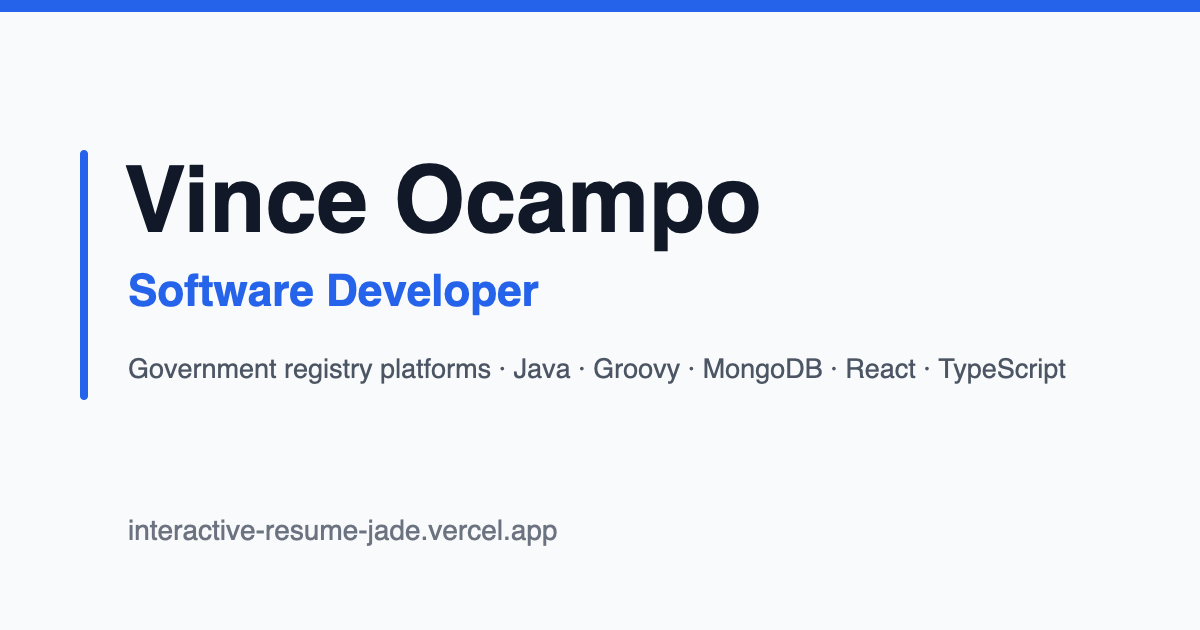 Vince Ocampo
Software Developer
Government registry platforms · Java · Groovy · MongoDB · React · TypeScript
interactive-resume-jade.vercel.app